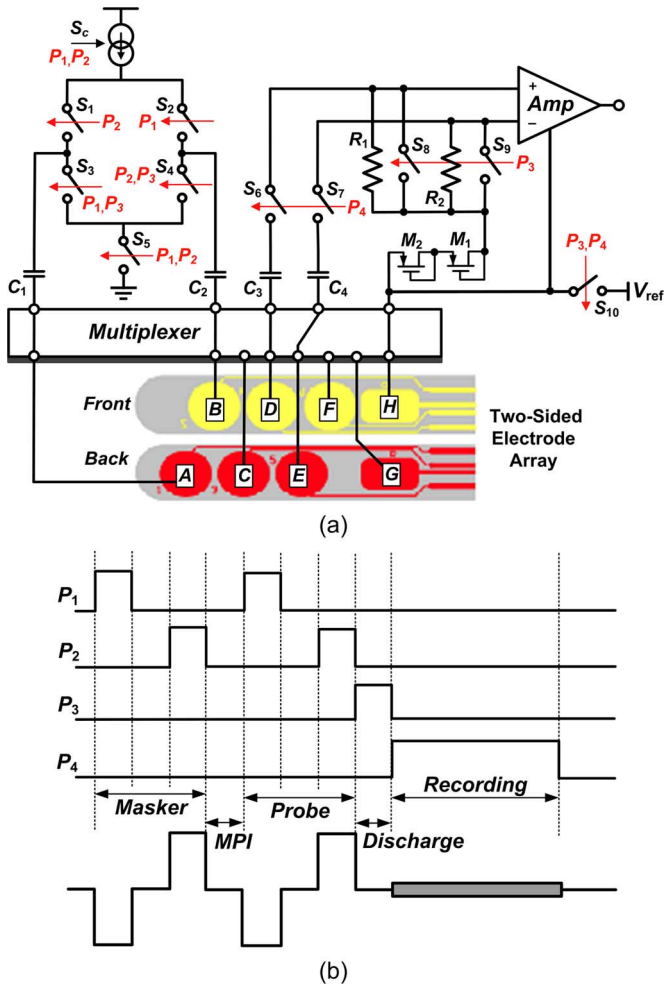 S_c
P_1,P_2
S_1
P_2
S_2
P_1
S_3
P_1,P_3
S_4
P_2,P_3
S_5
P_1,P_2
C_1
C_2
C_3
C_4
S_6
S_7
P_4
R_1
S_8
R_2
S_9
P_3
+
−
Amp
M_2
M_1
P_3,P_4
S_10
V_ref
Multiplexer
Front
B
D
F
H
Back
A
C
E
G
Two-Sided
Electrode
Array
(a)
P_1
P_2
P_3
P_4
Masker
MPI
Probe
Discharge
Recording
(b)